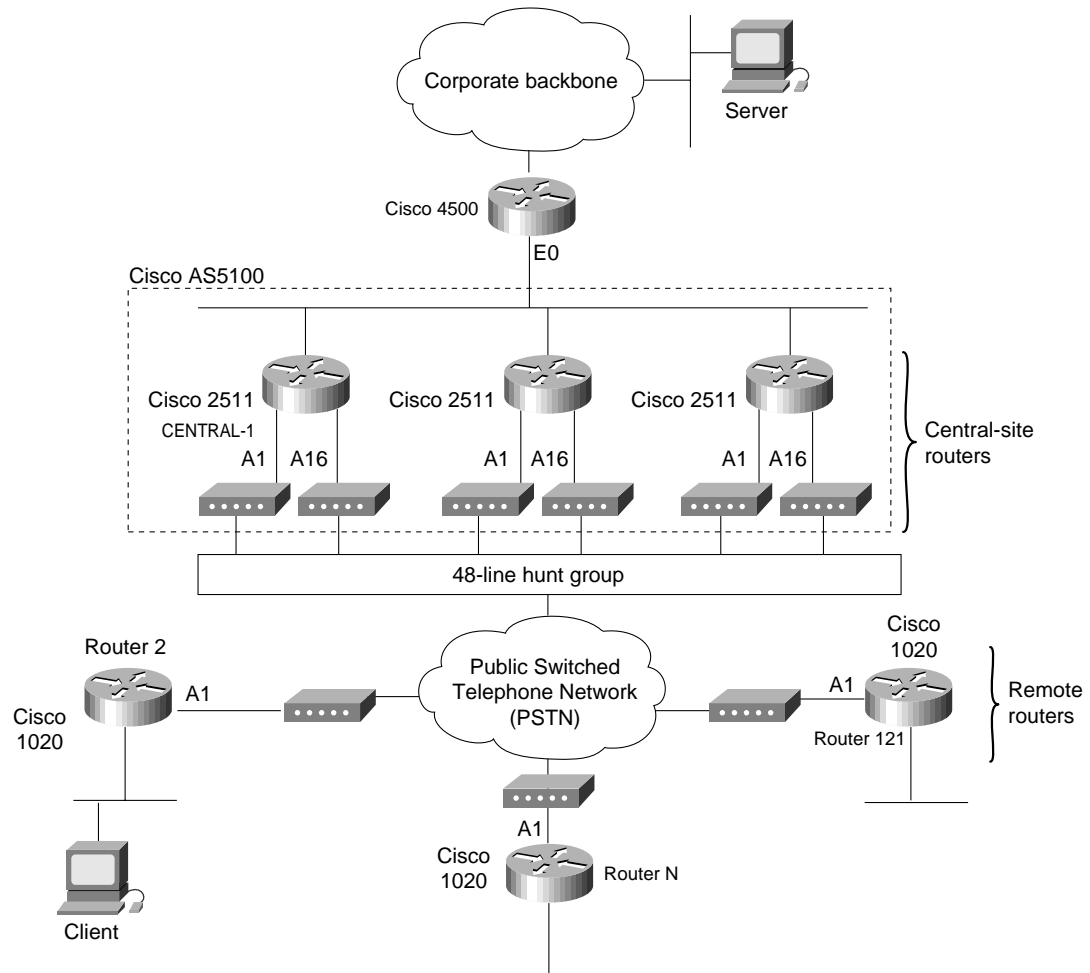 Corporate backbone
Server
Cisco 4500
E0
Cisco AS5100
Cisco 2511
CENTRAL-1
A1
A16
Cisco 2511
A1
A16
Cisco 2511
A1
A16
Central-site
routers
48-line hunt group
Router 2
A1
Cisco
1020
Client
Public Switched
Telephone Network
(PSTN)
Cisco
1020
A1
Router 121
Remote
routers
A1
Cisco
1020
Router N